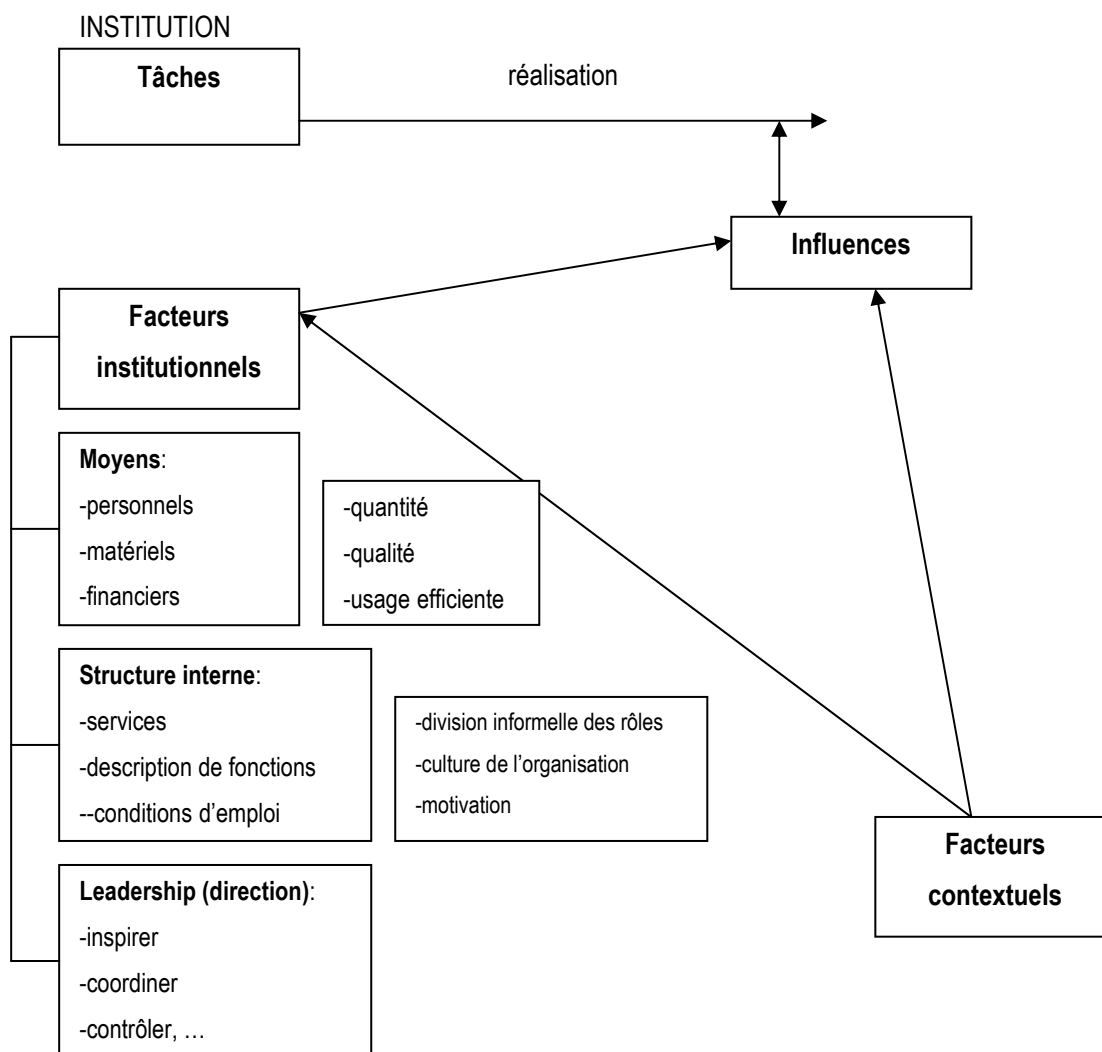 INSTITUTION
Tâches
réalisation
Influences
Facteurs
institutionnels
Moyens:
-personnels
-matériels
-financiers
-quantité
-qualité
-usage efficiente
Structure interne:
-services
-description de fonctions
--conditions d'emploi
-division informelle des rôles
-culture de l'organisation
-motivation
Facteurs
contextuels
Leadership (direction):
-inspirer
-coordiner
-contrôler, …